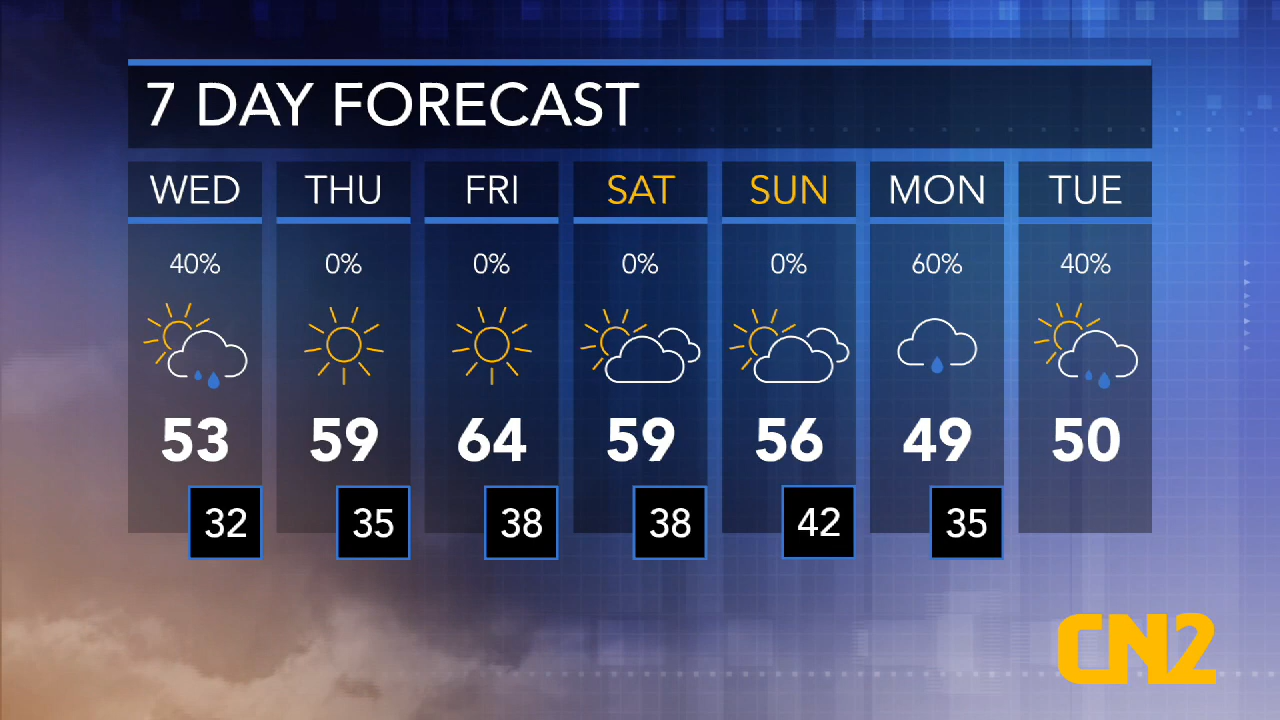 7 DAY FORECAST
WED THU FRI SAT SUN MON TUE
40% 0% 0% 0% 0% 60% 40%
53 59 64 59 56 49 50
32 35 38 38 42 35
CN2